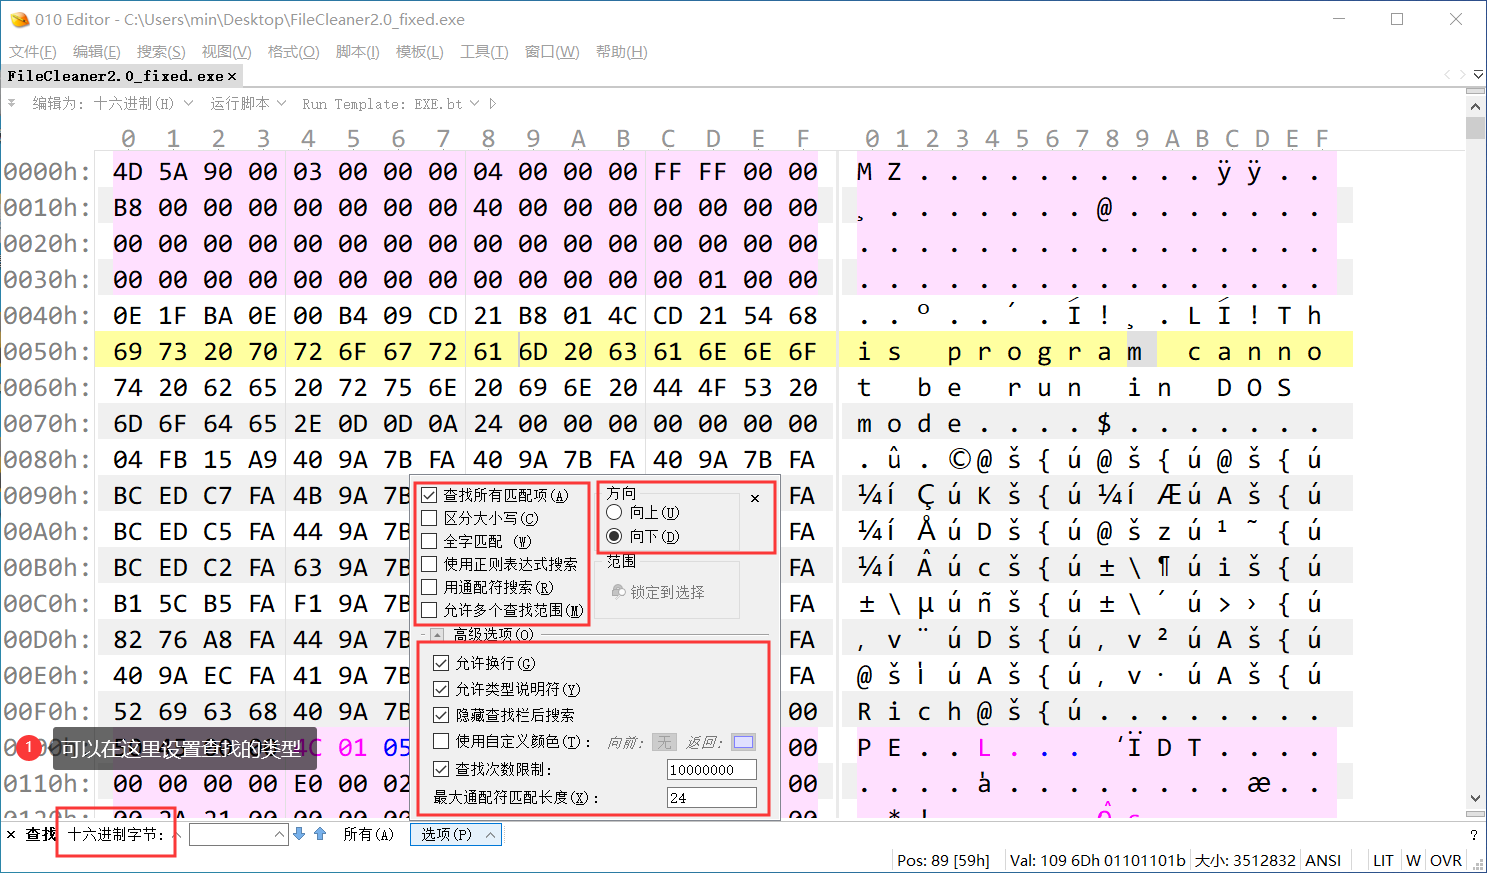 010 Editor - C:\Users\min\Desktop\FileCleaner2.0_fixed.exe
文件(F) 编辑(E) 搜索(S) 视图(V) 格式(O) 脚本(I) 模板(L) 工具(T) 窗口(W) 帮助(H)
FileCleaner2.0_fixed.exe ×
编辑为: 十六进制(H) 运行脚本 Run Template: EXE.bt
0 1 2 3 4 5 6 7 8 9 A B C D E F 0 1 2 3 4 5 6 7 8 9 A B C D E F
0000h: 4D 5A 90 00 03 00 00 00 04 00 00 00 FF FF 00 00 MZ..........ÿÿ..
0010h: B8 00 00 00 00 00 00 00 40 00 00 00 00 00 00 00 ¸.......@.......
0020h: 00 00 00 00 00 00 00 00 00 00 00 00 00 00 00 00 ................
0030h: 00 00 00 00 00 00 00 00 00 00 00 00 00 01 00 00 ................
0040h: 0E 1F BA 0E 00 B4 09 CD 21 B8 01 4C CD 21 54 68 ..º..´.Í!¸.LÍ!Th
0050h: 69 73 20 70 72 6F 67 72 61 6D 20 63 61 6E 6E 6F is program canno
0060h: 74 20 62 65 20 72 75 6E 20 69 6E 20 44 4F 53 20 t be run in DOS
0070h: 6D 6F 64 65 2E 0D 0D 0A 24 00 00 00 00 00 00 00 mode....$.......
0080h: 04 FB 15 A9 40 9A 7B FA 40 9A 7B FA 40 9A 7B FA .û.©@š{ú@š{ú@š{ú
0090h: BC ED C7 FA 4B 9A 7B FA ¼íÇúKš{ú¼íÆúAš{ú
00A0h: BC ED C5 FA 44 9A 7B FA ¼íÅúDš{ú@šzú¹˜{ú
00B0h: BC ED C2 FA 63 9A 7B FA ¼íÂúcš{ú±\¶úiš{ú
00C0h: B1 5C B5 FA F1 9A 7B FA ±\µúñš{ú±\´ú>›{ú
00D0h: 82 76 A8 FA 44 9A 7B FA ‚v¨úDš{ú‚v²úAš{ú
00E0h: 40 9A EC FA 41 9A 7B FA @šìúAš{ú‚v·úAš{ú
00F0h: 52 69 63 68 40 9A 7B 00 Rich@š{ú........
4C 01 05 00 PE..L...'ÏDT....
0110h: 00 00 00 00 E0 00 02 00 ....à........æ..
查找所有匹配项(A)
区分大小写(C)
全字匹配 (W)
使用正则表达式搜索
用通配符搜索(R)
允许多个查找范围(M)
方向 ×
向上(U)
向下(D)
范围
锁定到选择
高级选项(O)
允许换行(G)
允许类型说明符(Y)
隐藏查找栏后搜索
使用自定义颜色(T): 向前: 无 返回:
查找次数限制: 10000000
最大通配符匹配长度(X): 24
1 可以在这里设置查找的类型
× 查找 十六进制字节: 所有(A) 选项(P) ?
Pos: 89 [59h] Val: 109 6Dh 01101101b 大小: 3512832 ANSI LIT W OVR